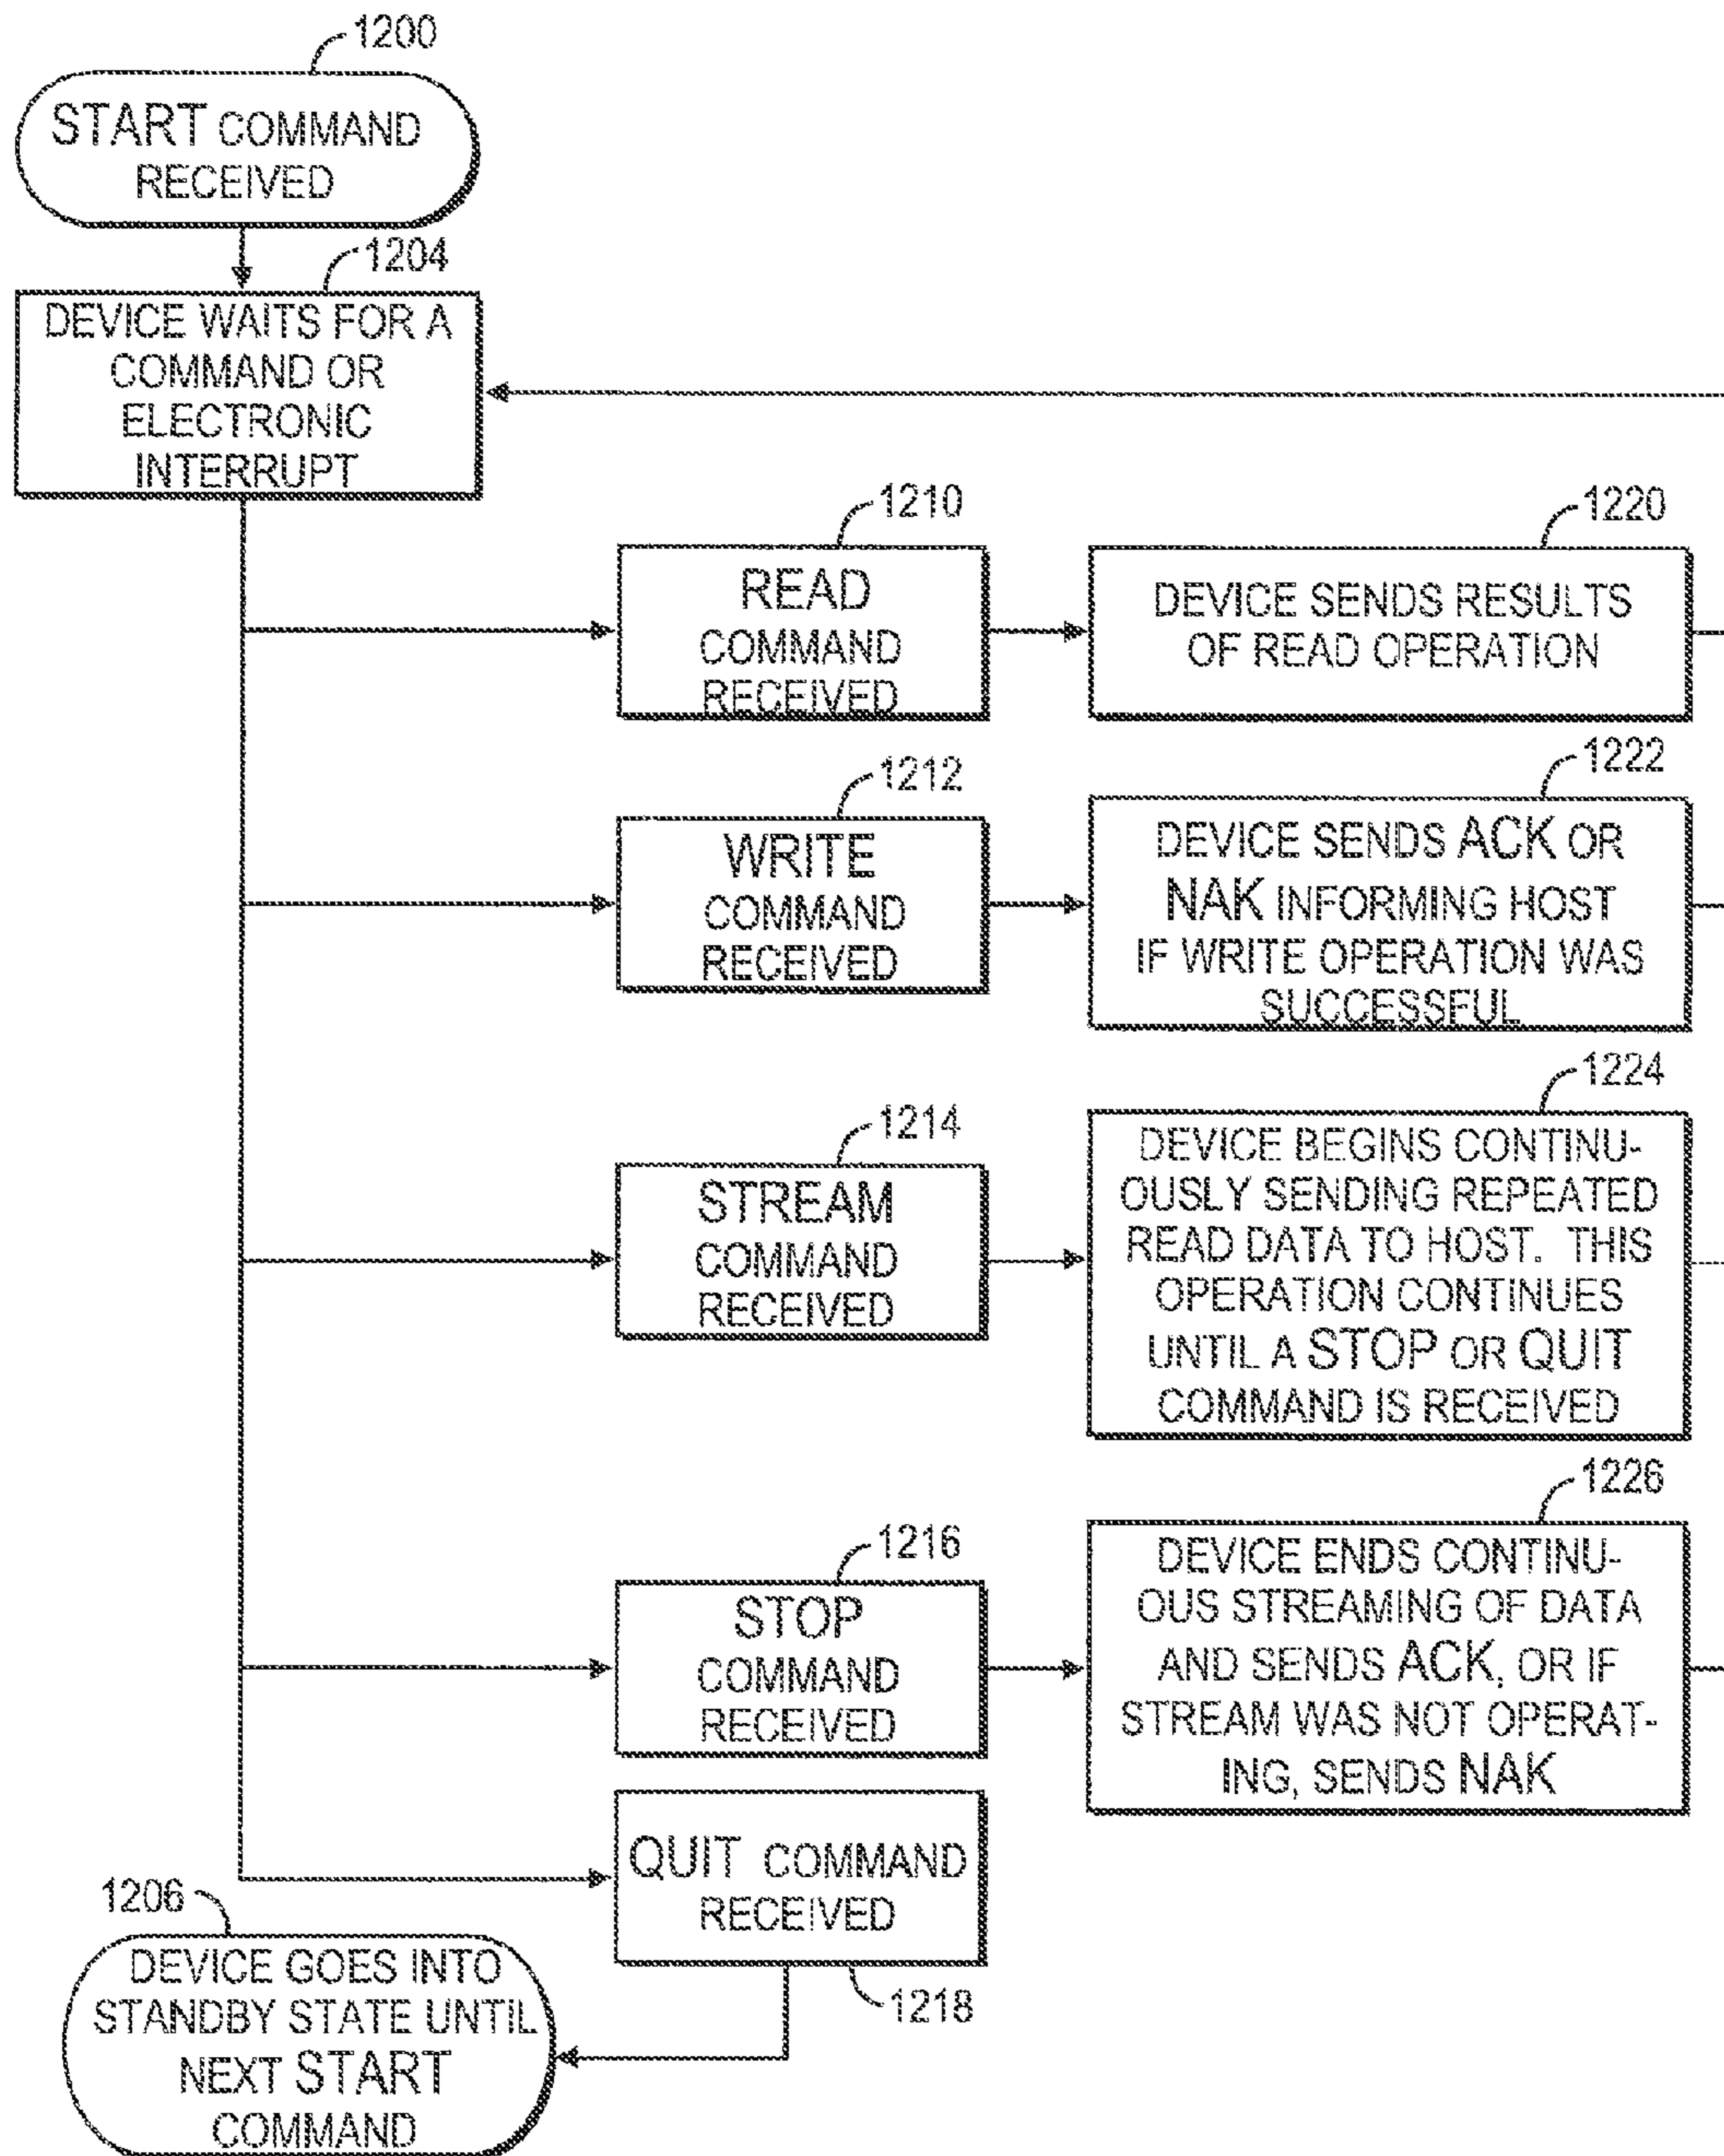 1200
START COMMAND
RECEIVED
1204
DEVICE WAITS FOR A
COMMAND OR
ELECTRONIC
INTERRUPT
1210
READ
COMMAND
RECEIVED
1220
DEVICE SENDS RESULTS
OF READ OPERATION
1212
WRITE
COMMAND
RECEIVED
1222
DEVICE SENDS ACK OR
NAK INFORMING HOST
IF WRITE OPERATION WAS
SUCCESSFUL
1214
STREAM
COMMAND
RECEIVED
1224
DEVICE BEGINS CONTINU-
OUSLY SENDING REPEATED
READ DATA TO HOST. THIS
OPERATION CONTINUES
UNTIL A STOP OR QUIT
COMMAND IS RECEIVED
1216
STOP
COMMAND
RECEIVED
1226
DEVICE ENDS CONTINU-
OUS STREAMING OF DATA
AND SENDS ACK, OR IF
STREAM WAS NOT OPERAT-
ING, SENDS NAK
QUIT COMMAND
RECEIVED
1218
1206
DEVICE GOES INTO
STANDBY STATE UNTIL
NEXT START
COMMAND